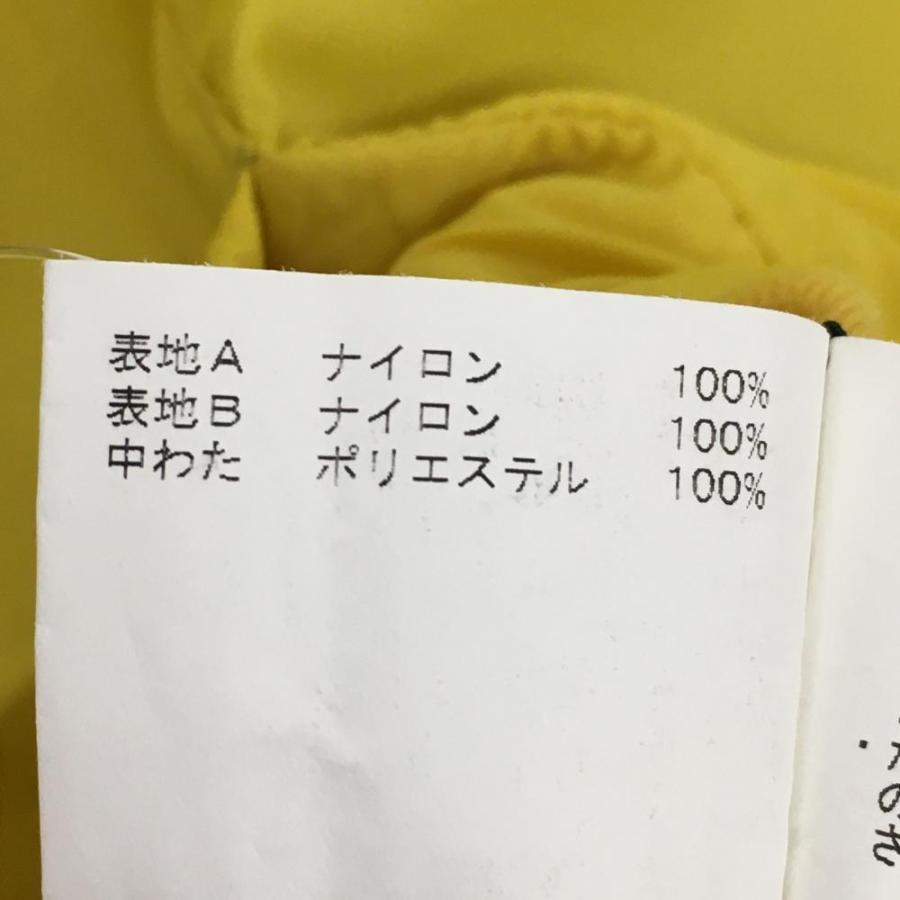 表地A ナイロン 100%
表地B ナイロン 100%
中わた ポリエステル 100%